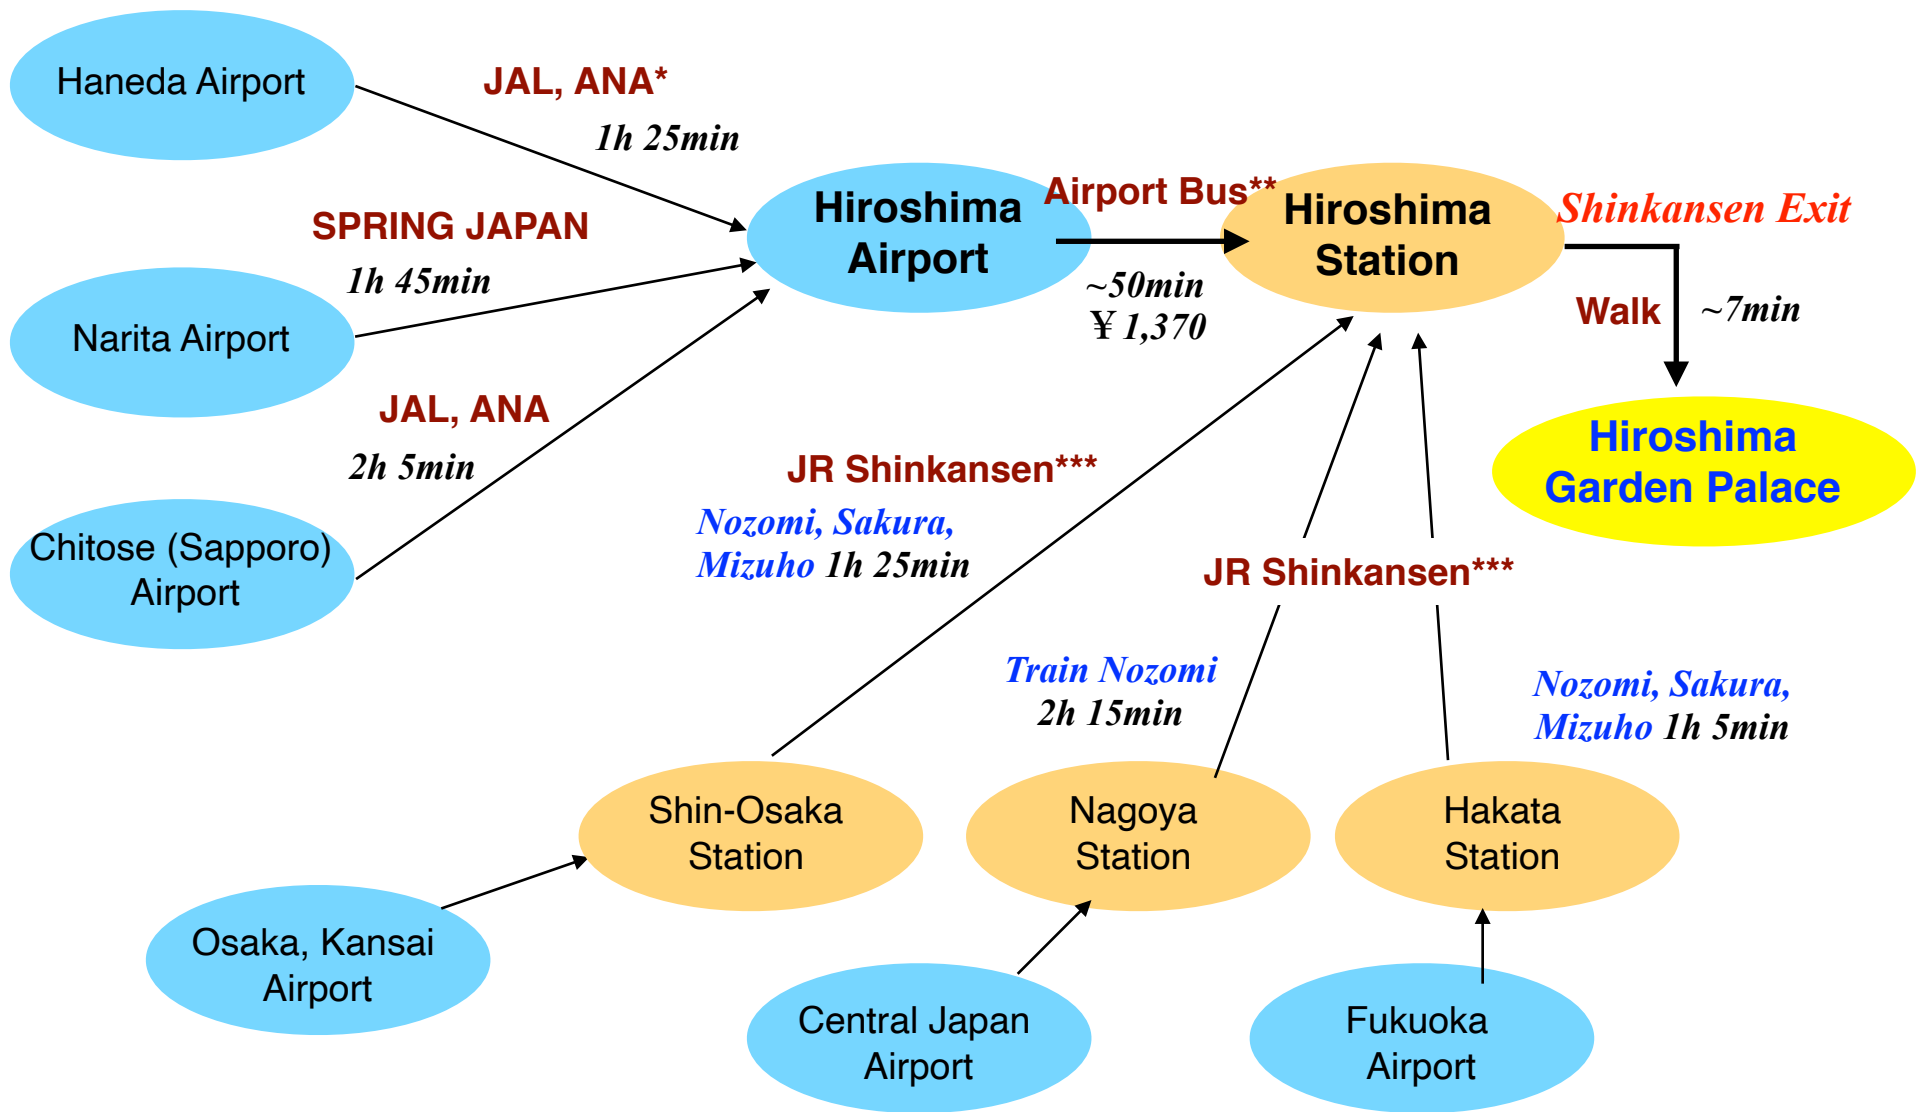 Haneda Airport
JAL, ANA*
1h 25min
SPRING JAPAN
1h 45min
Narita Airport
JAL, ANA
2h 5min
Chitose (Sapporo)
Airport
Hiroshima
Airport
Airport Bus**
~50min
¥ 1,370
Hiroshima
Station
Shinkansen Exit
Walk
~7min
Hiroshima
Garden Palace
JR Shinkansen***
Nozomi, Sakura,
Mizuho 1h 25min
JR Shinkansen***
Train Nozomi
2h 15min
Nozomi, Sakura,
Mizuho 1h 5min
Shin-Osaka
Station
Nagoya
Station
Hakata
Station
Osaka, Kansai
Airport
Central Japan
Airport
Fukuoka
Airport